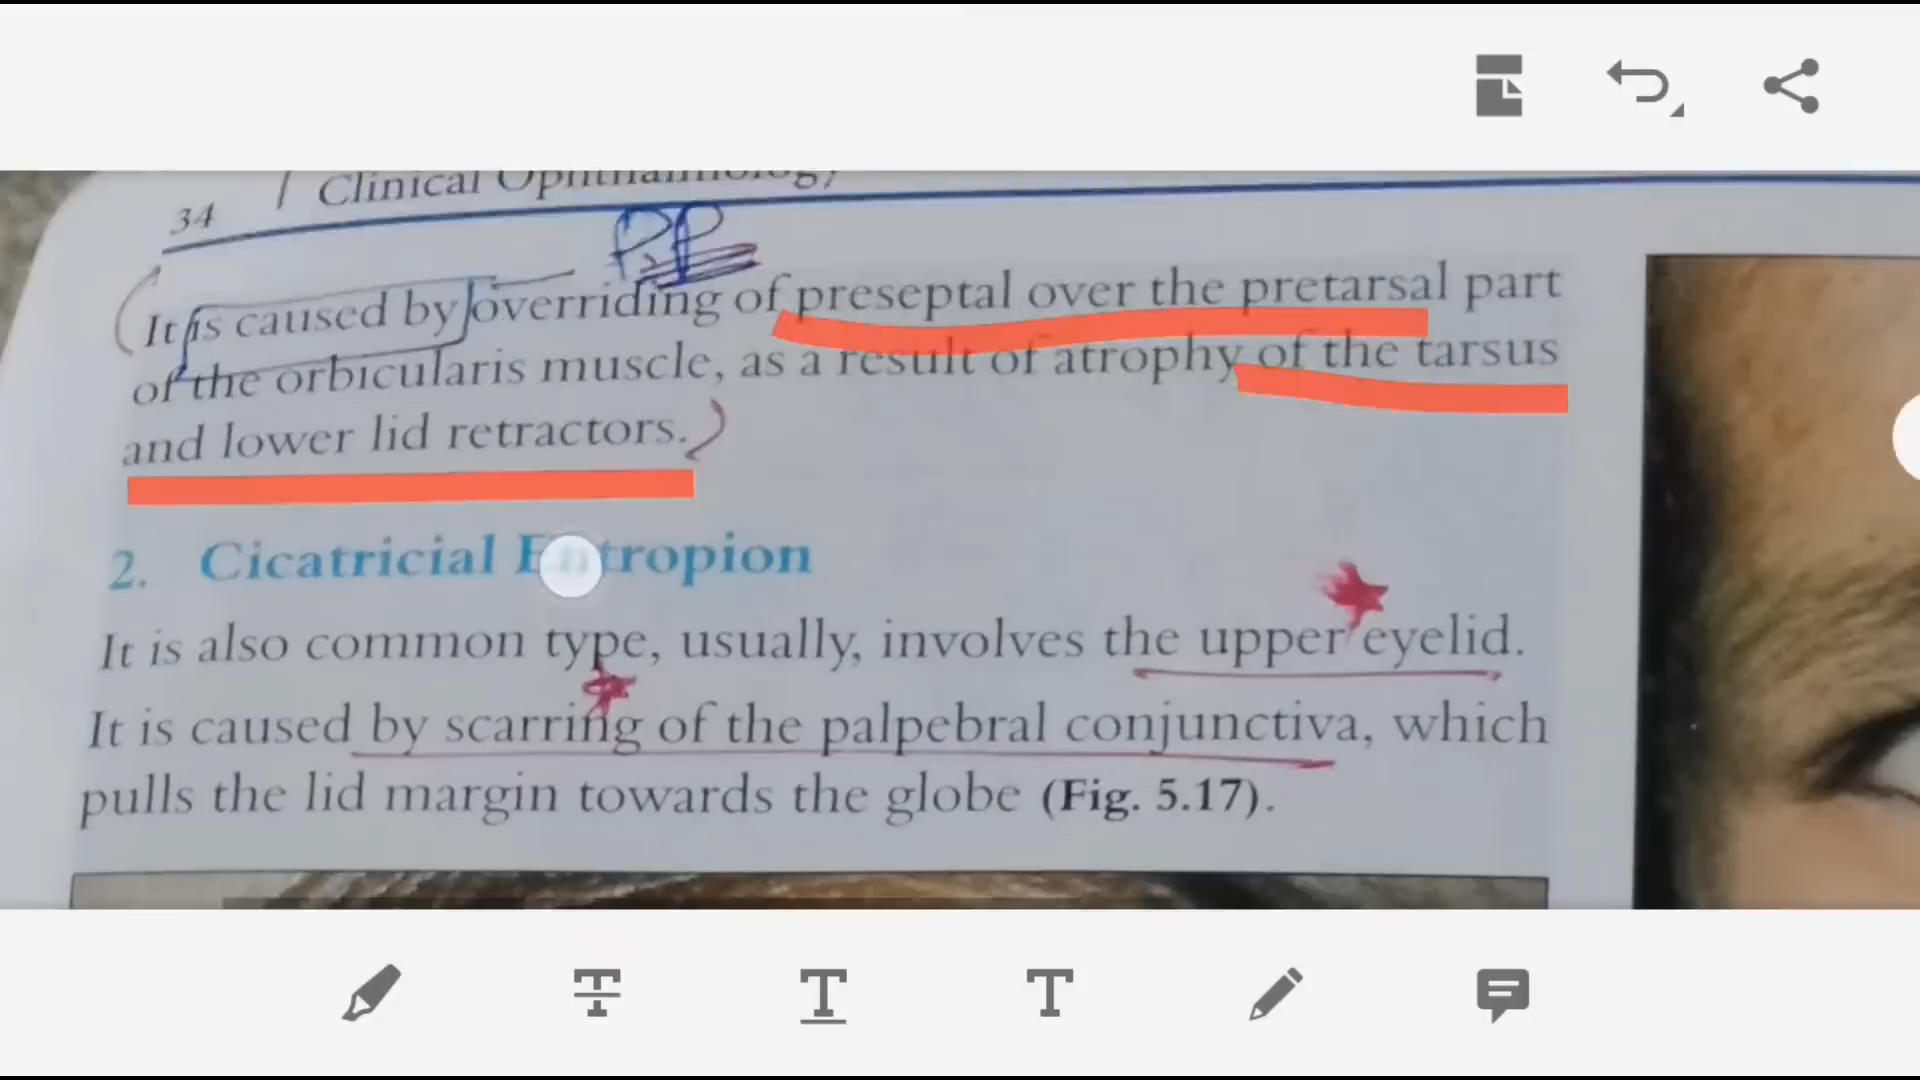 34 / Clinical Ophthalmology
P2P
It is caused by overriding of preseptal over the pretarsal part
of the orbicularis muscle, as a result of atrophy of the tarsus
and lower lid retractors.
2. Cicatricial Entropion
It is also common type, usually, involves the upper eyelid.
It is caused by scarring of the palpebral conjunctiva, which
pulls the lid margin towards the globe (Fig. 5.17).